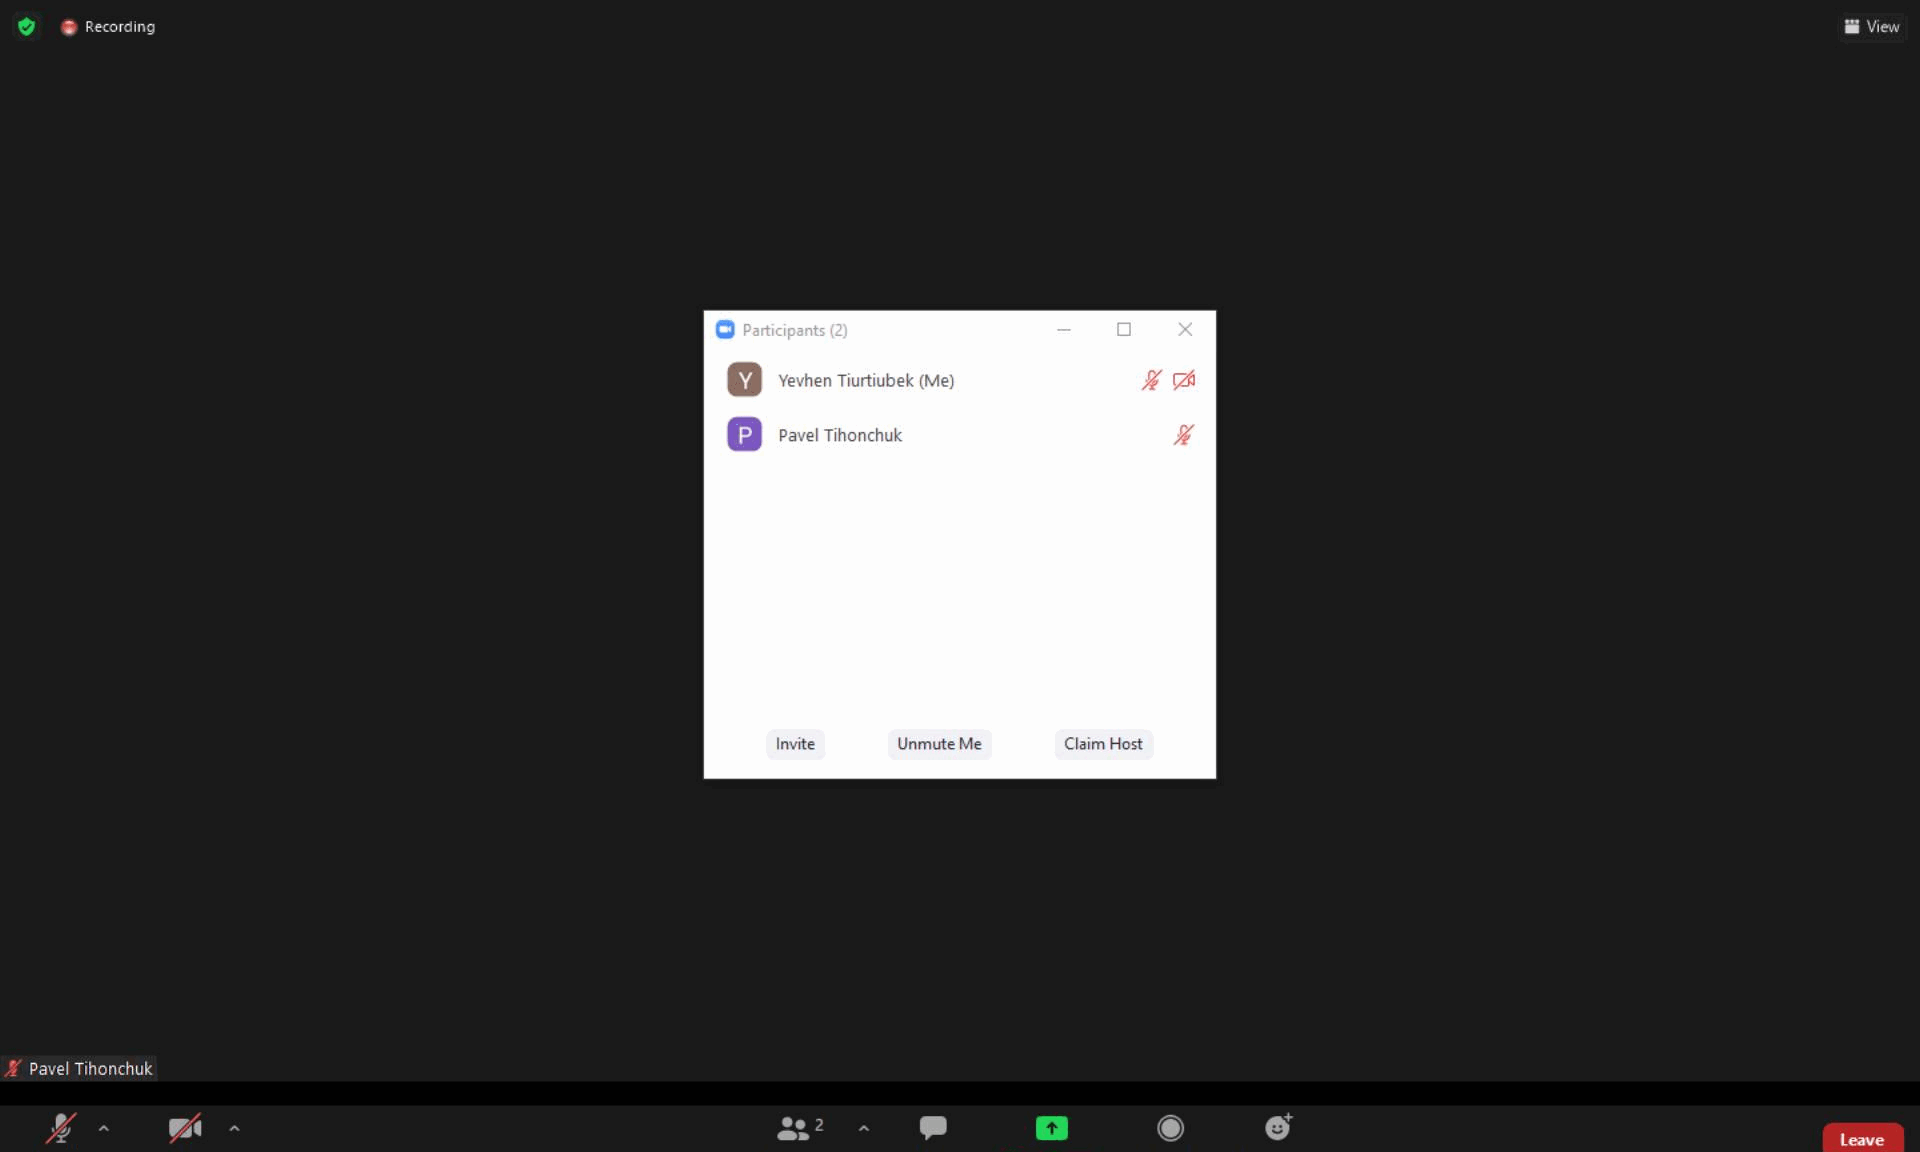 Recording
View
Participants (2)
Y Yevhen Tiurtiubek (Me)
P Pavel Tihonchuk
Invite Unmute Me Claim Host
Pavel Tihonchuk
2
Leave